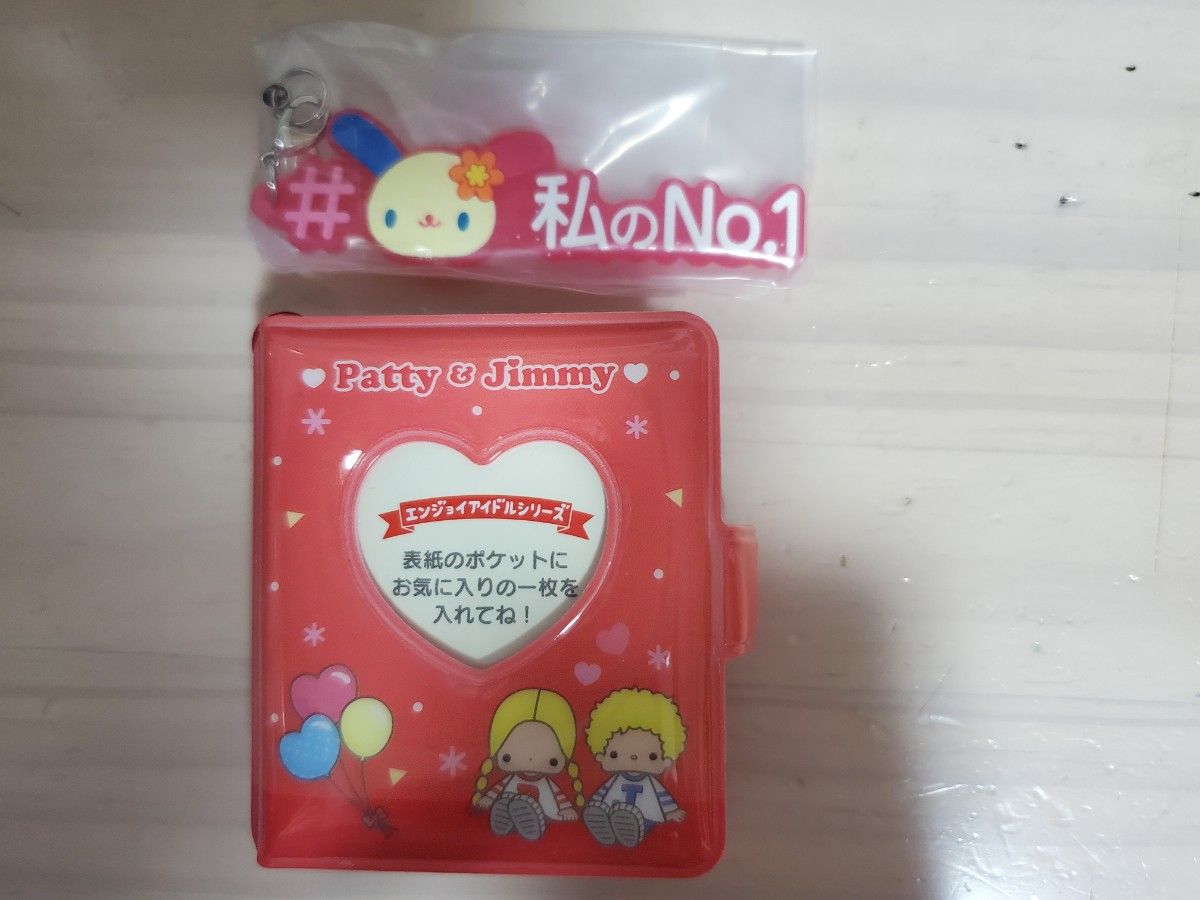 # 私のNo.1
Patty & Jimmy
エンジョイアイドルシリーズ
表紙のポケットに
お気に入りの一枚を
入れてね！
T